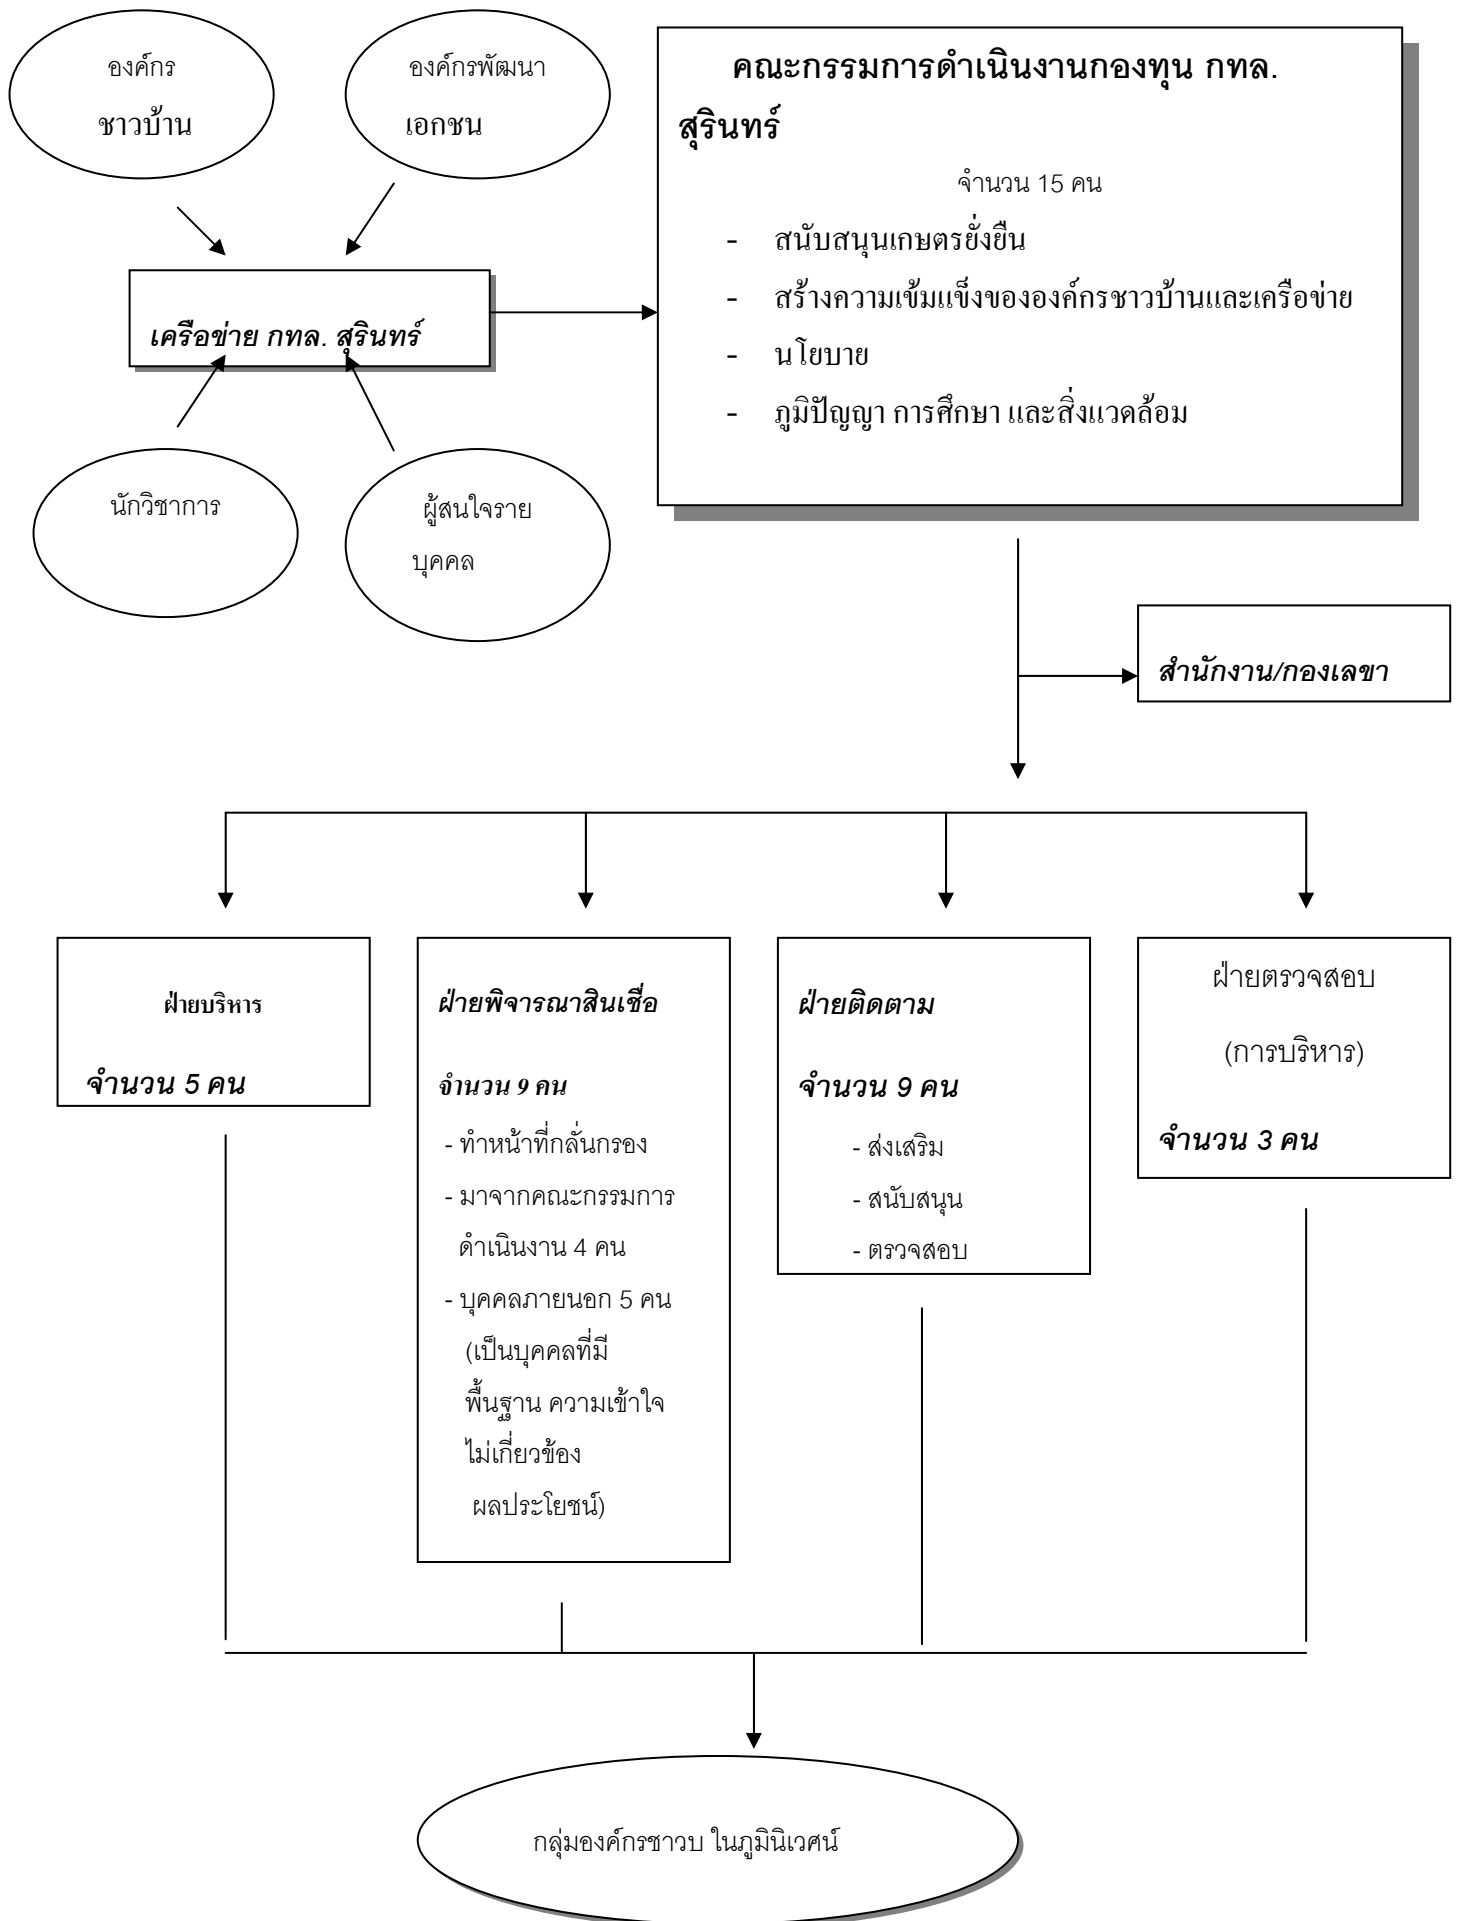 องค์กร
ชาวบ้าน
องค์กรพัฒนา
เอกชน
คณะกรรมการดำเนินงานกองทุน กทล.
สุรินทร์
จำนวน 15 คน
- สนับสนุนเกษตรยั่งยืน
- สร้างความเข้มแข็งขององค์กรชาวบ้านและเครือข่าย
- นโยบาย
- ภูมิปัญญา การศึกษา และสิ่งแวดล้อม
เครือข่าย กทล. สุรินทร์
นักวิชาการ
ผู้สนใจราย
บุคคล
สำนักงาน/กองเลขา
ฝ่ายบริหาร
จำนวน 5 คน
ฝ่ายพิจารณาสินเชื่อ
จำนวน 9 คน
- ทำหน้าที่กลั่นกรอง
- มาจากคณะกรรมการ
ดำเนินงาน 4 คน
- บุคคลภายนอก 5 คน
(เป็นบุคคลที่มี
พื้นฐาน ความเข้าใจ
ไม่เกี่ยวข้อง
ผลประโยชน์)
ฝ่ายติดตาม
จำนวน 9 คน
- ส่งเสริม
- สนับสนุน
- ตรวจสอบ
ฝ่ายตรวจสอบ
(การบริหาร)
จำนวน 3 คน
กลุ่มองค์กรชาวบ ในภูมินิเวศน์